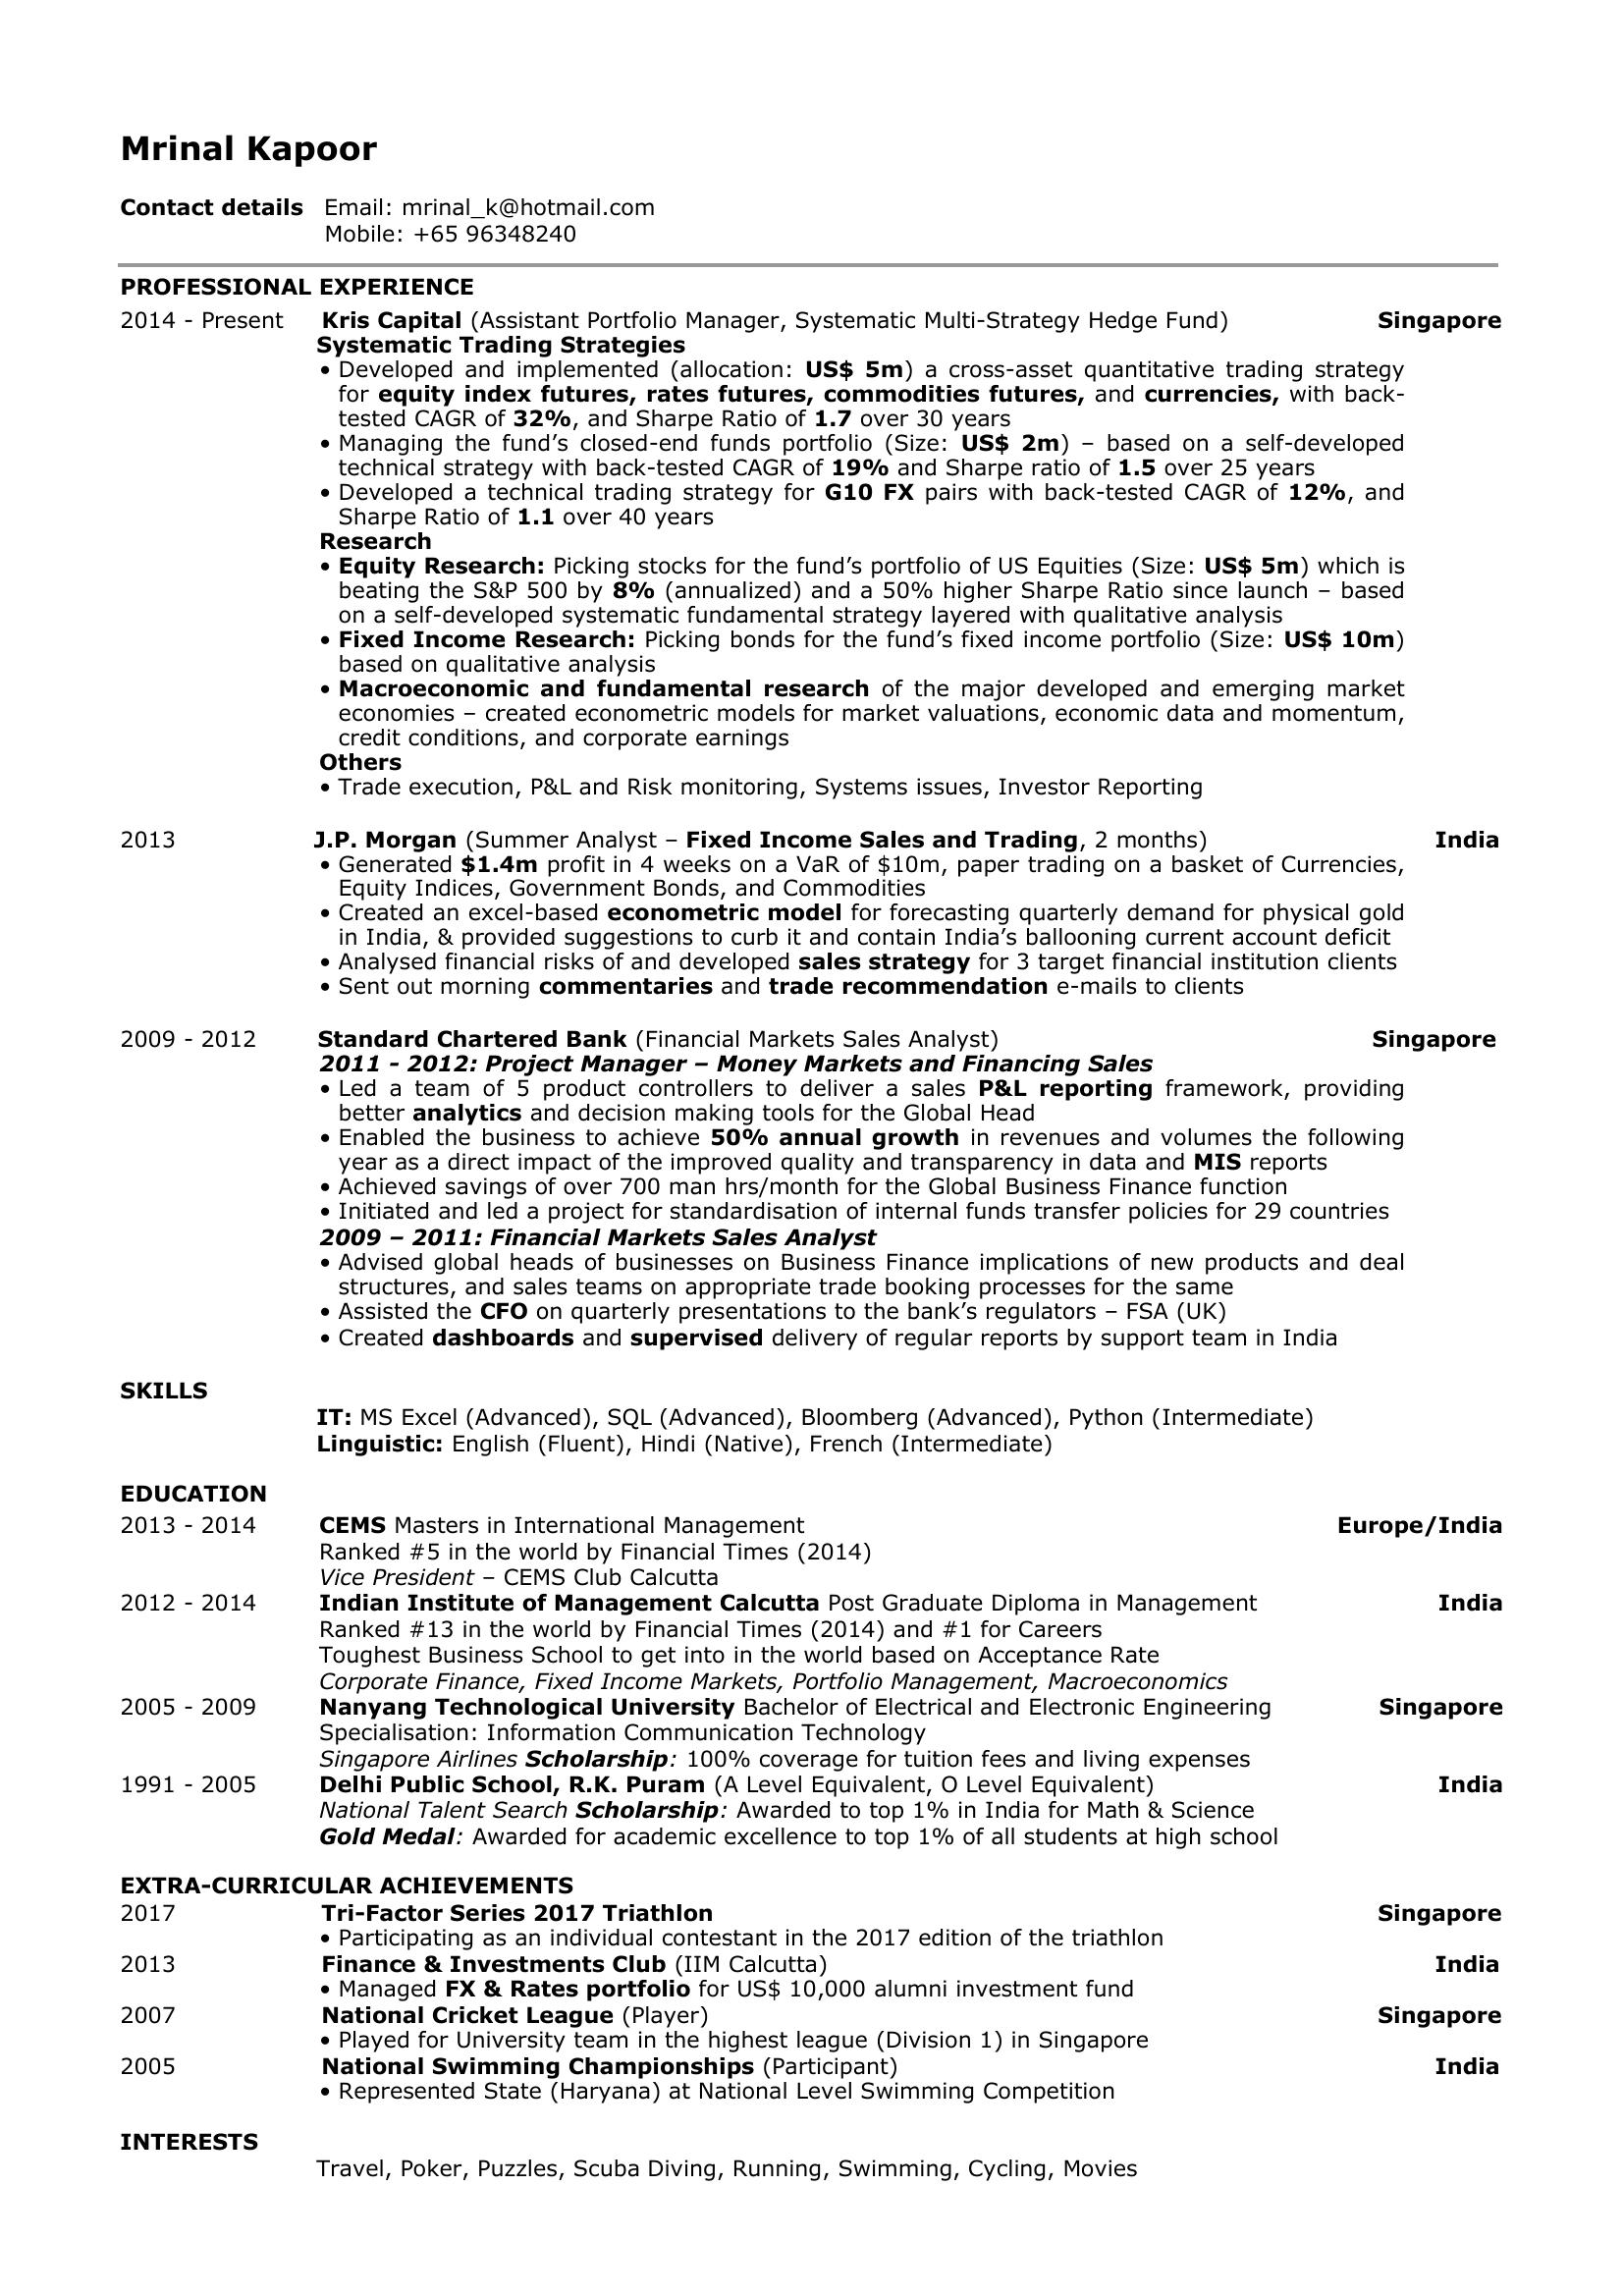 Mrinal Kapoor
Contact details Email: mrinal_k@hotmail.com
Mobile: +65 96348240
PROFESSIONAL EXPERIENCE
2014 - Present Kris Capital (Assistant Portfolio Manager, Systematic Multi-Strategy Hedge Fund) Singapore
Systematic Trading Strategies
• Developed and implemented (allocation: US$ 5m) a cross-asset quantitative trading strategy
for equity index futures, rates futures, commodities futures, and currencies, with back-
tested CAGR of 32%, and Sharpe Ratio of 1.7 over 30 years
• Managing the fund’s closed-end funds portfolio (Size: US$ 2m) – based on a self-developed
technical strategy with back-tested CAGR of 19% and Sharpe ratio of 1.5 over 25 years
• Developed a technical trading strategy for G10 FX pairs with back-tested CAGR of 12%, and
Sharpe Ratio of 1.1 over 40 years
Research
• Equity Research: Picking stocks for the fund’s portfolio of US Equities (Size: US$ 5m) which is
beating the S&P 500 by 8% (annualized) and a 50% higher Sharpe Ratio since launch – based
on a self-developed systematic fundamental strategy layered with qualitative analysis
• Fixed Income Research: Picking bonds for the fund’s fixed income portfolio (Size: US$ 10m)
based on qualitative analysis
• Macroeconomic and fundamental research of the major developed and emerging market
economies – created econometric models for market valuations, economic data and momentum,
credit conditions, and corporate earnings
Others
• Trade execution, P&L and Risk monitoring, Systems issues, Investor Reporting
2013 J.P. Morgan (Summer Analyst – Fixed Income Sales and Trading, 2 months) India
• Generated $1.4m profit in 4 weeks on a VaR of $10m, paper trading on a basket of Currencies,
Equity Indices, Government Bonds, and Commodities
• Created an excel-based econometric model for forecasting quarterly demand for physical gold
in India, & provided suggestions to curb it and contain India’s ballooning current account deficit
• Analysed financial risks of and developed sales strategy for 3 target financial institution clients
• Sent out morning commentaries and trade recommendation e-mails to clients
2009 - 2012 Standard Chartered Bank (Financial Markets Sales Analyst) Singapore
2011 - 2012: Project Manager – Money Markets and Financing Sales
• Led a team of 5 product controllers to deliver a sales P&L reporting framework, providing
better analytics and decision making tools for the Global Head
• Enabled the business to achieve 50% annual growth in revenues and volumes the following
year as a direct impact of the improved quality and transparency in data and MIS reports
• Achieved savings of over 700 man hrs/month for the Global Business Finance function
• Initiated and led a project for standardisation of internal funds transfer policies for 29 countries
2009 – 2011: Financial Markets Sales Analyst
• Advised global heads of businesses on Business Finance implications of new products and deal
structures, and sales teams on appropriate trade booking processes for the same
• Assisted the CFO on quarterly presentations to the bank’s regulators – FSA (UK)
• Created dashboards and supervised delivery of regular reports by support team in India
SKILLS
IT: MS Excel (Advanced), SQL (Advanced), Bloomberg (Advanced), Python (Intermediate)
Linguistic: English (Fluent), Hindi (Native), French (Intermediate)
EDUCATION
2013 - 2014 CEMS Masters in International Management Europe/India
Ranked #5 in the world by Financial Times (2014)
Vice President – CEMS Club Calcutta
2012 - 2014 Indian Institute of Management Calcutta Post Graduate Diploma in Management India
Ranked #13 in the world by Financial Times (2014) and #1 for Careers
Toughest Business School to get into in the world based on Acceptance Rate
Corporate Finance, Fixed Income Markets, Portfolio Management, Macroeconomics
2005 - 2009 Nanyang Technological University Bachelor of Electrical and Electronic Engineering Singapore
Specialisation: Information Communication Technology
Singapore Airlines Scholarship: 100% coverage for tuition fees and living expenses
1991 - 2005 Delhi Public School, R.K. Puram (A Level Equivalent, O Level Equivalent) India
National Talent Search Scholarship: Awarded to top 1% in India for Math & Science
Gold Medal: Awarded for academic excellence to top 1% of all students at high school
EXTRA-CURRICULAR ACHIEVEMENTS
2017 Tri-Factor Series 2017 Triathlon Singapore
• Participating as an individual contestant in the 2017 edition of the triathlon
2013 Finance & Investments Club (IIM Calcutta) India
• Managed FX & Rates portfolio for US$ 10,000 alumni investment fund
2007 National Cricket League (Player) Singapore
• Played for University team in the highest league (Division 1) in Singapore
2005 National Swimming Championships (Participant) India
• Represented State (Haryana) at National Level Swimming Competition
INTERESTS
Travel, Poker, Puzzles, Scuba Diving, Running, Swimming, Cycling, Movies